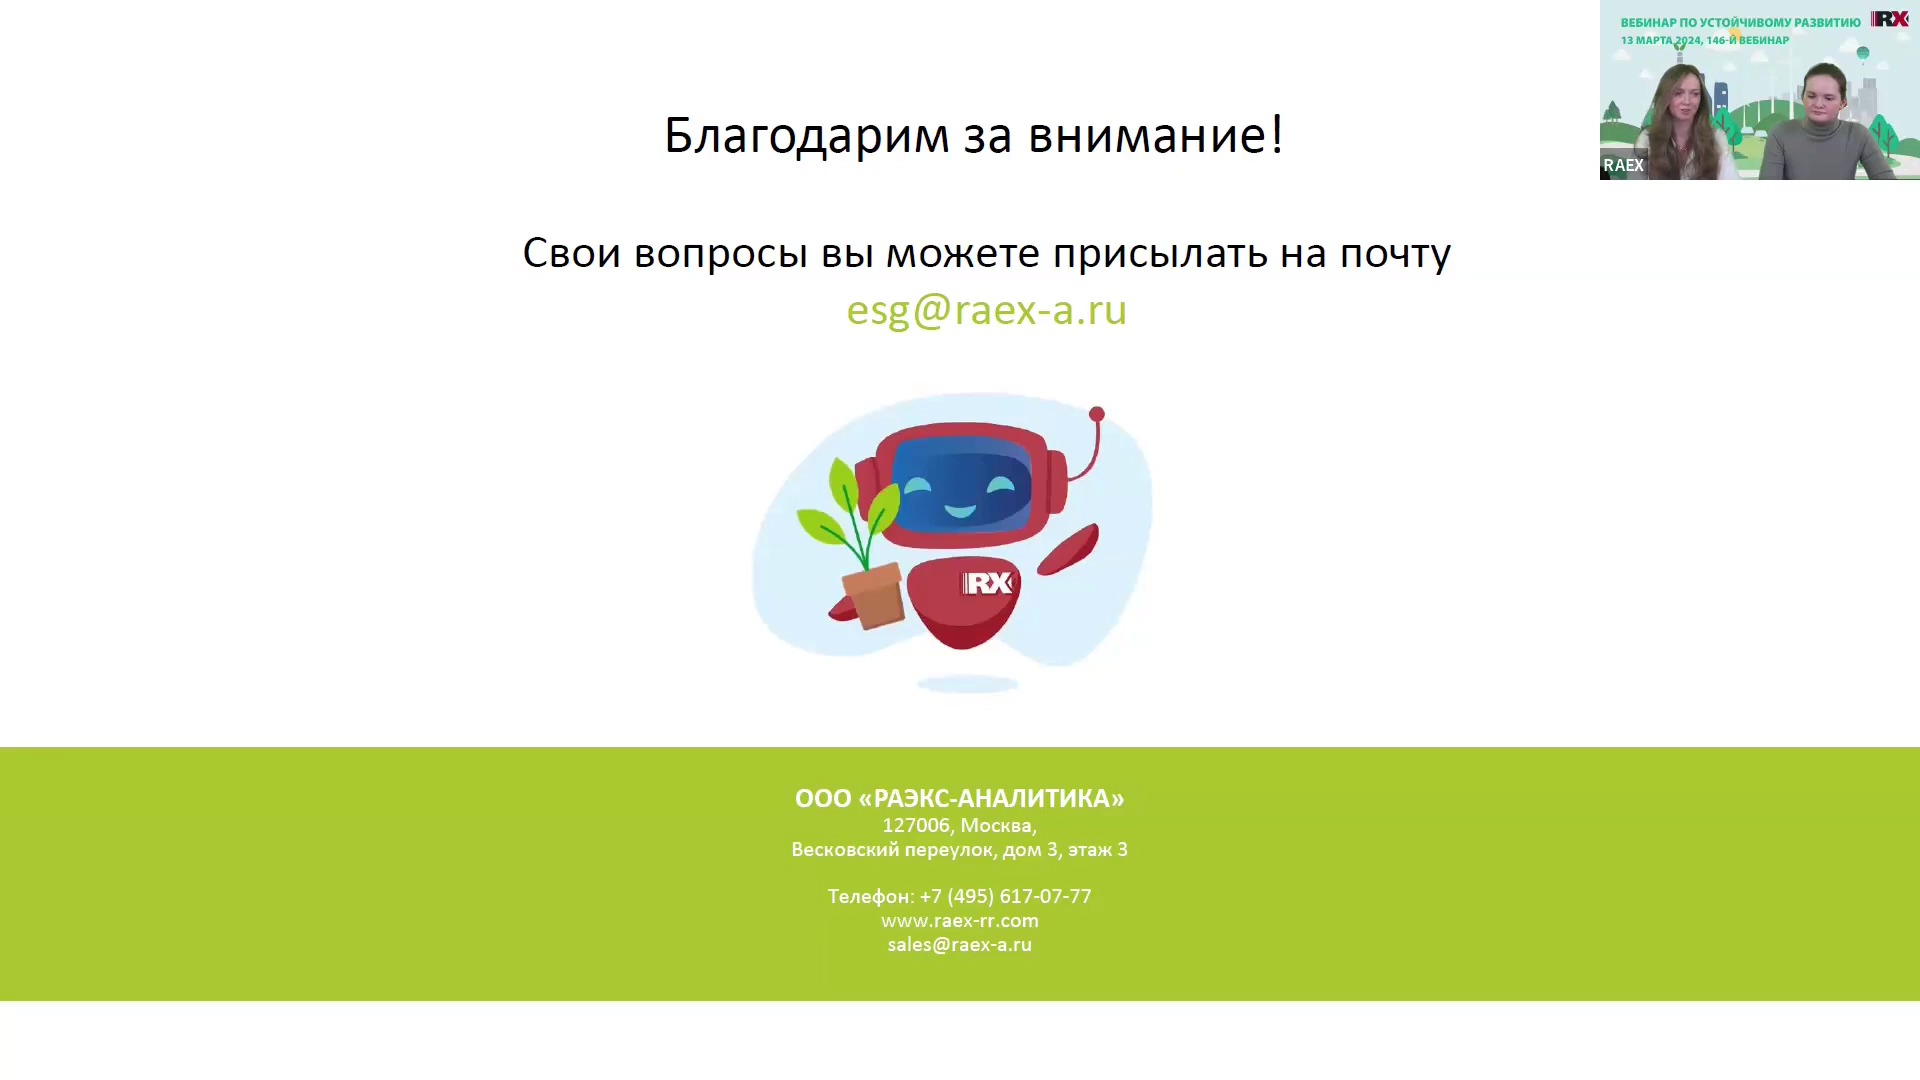 ВЕБИНАР ПО УСТОЙЧИВОМУ РАЗВИТИЮ
RX
13 МАРТА 2024, 146-Й ВЕБИНАР
RAEX
Благодарим за внимание!
Свои вопросы вы можете присылать на почту
esg@raex-a.ru
RX
ООО «РАЭКС-АНАЛИТИКА»
127006, Москва,
Весковский переулок, дом 3, этаж 3
Телефон: +7 (495) 617-07-77
www.raex-rr.com
sales@raex-a.ru